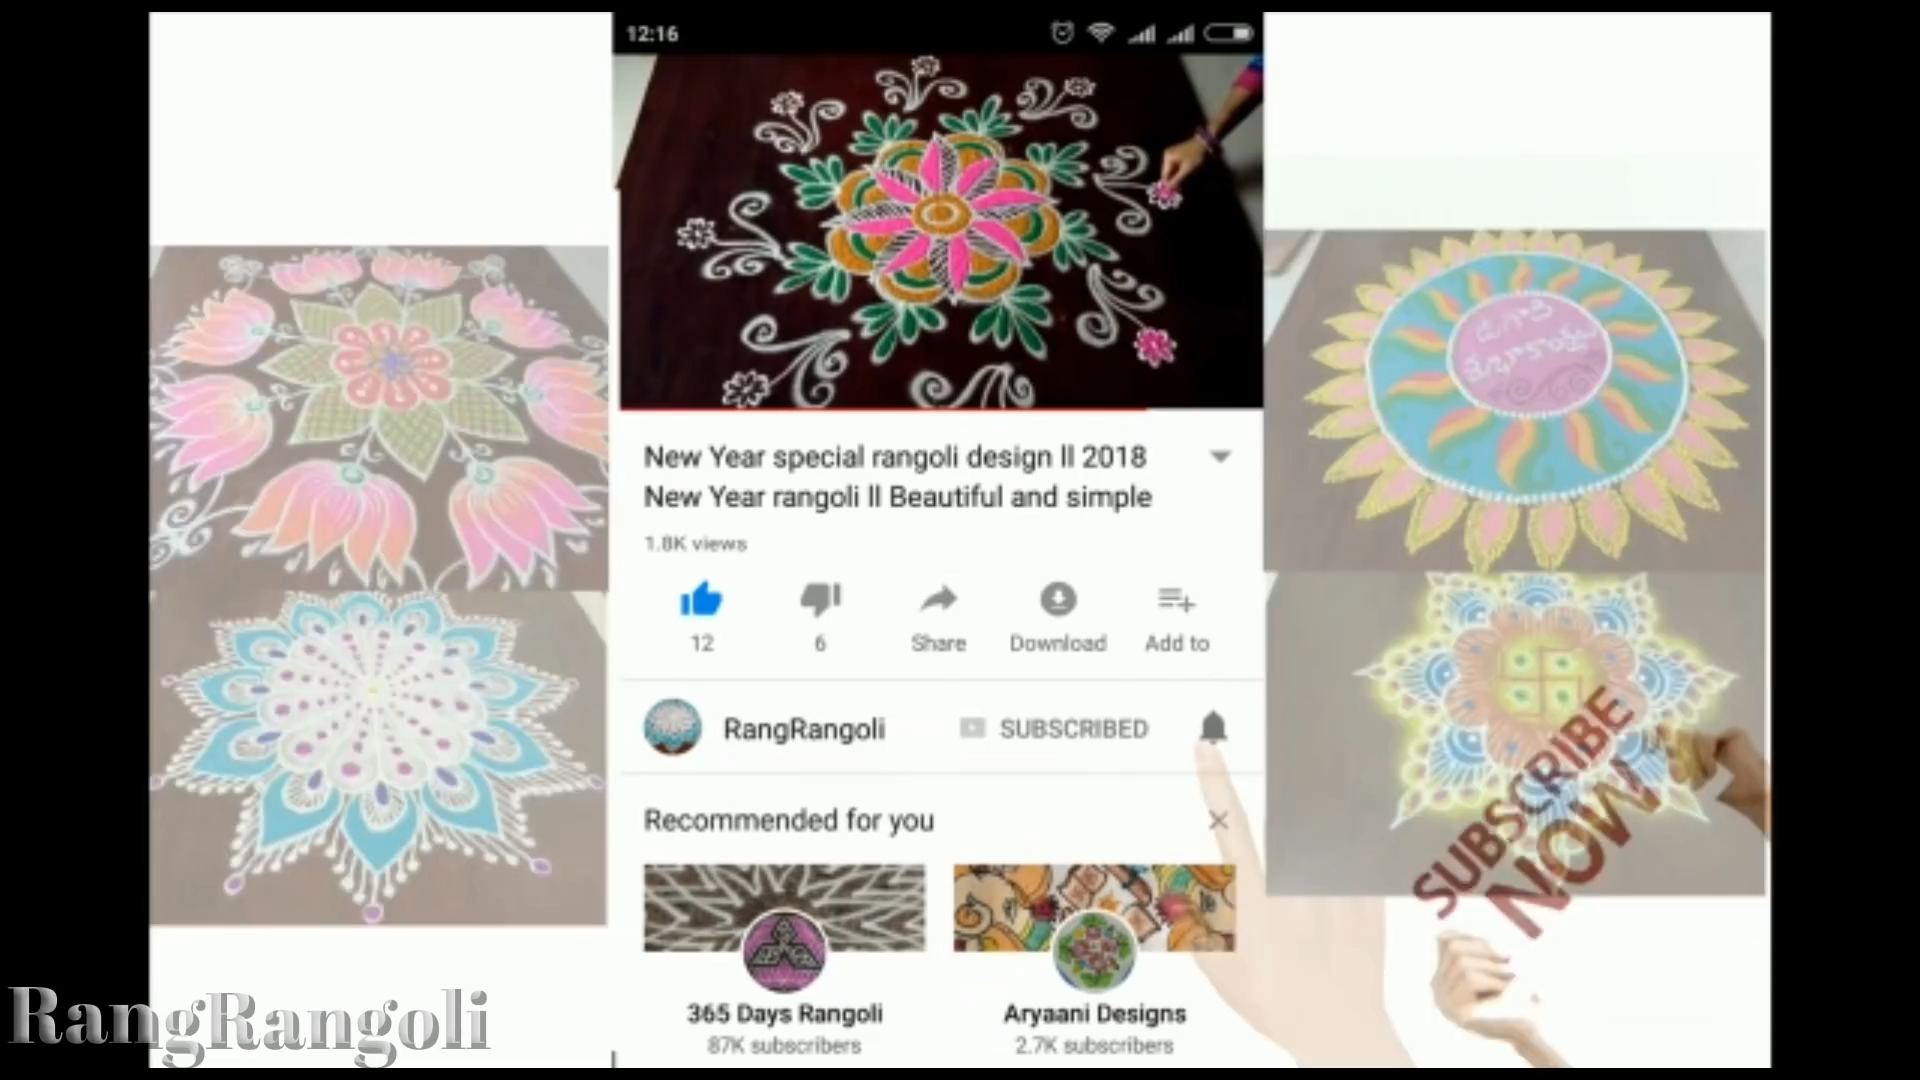 12:16
New Year special rangoli design ll 2018
New Year rangoli ll Beautiful and simple
1.8K views
12
6
Share
Download
Add to
RangRangoli
SUBSCRIBED
Recommended for you
365 Days Rangoli
87K subscribers
Aryaani Designs
2.7K subscribers
SUBSCRIBE
NOW
RangRangoli